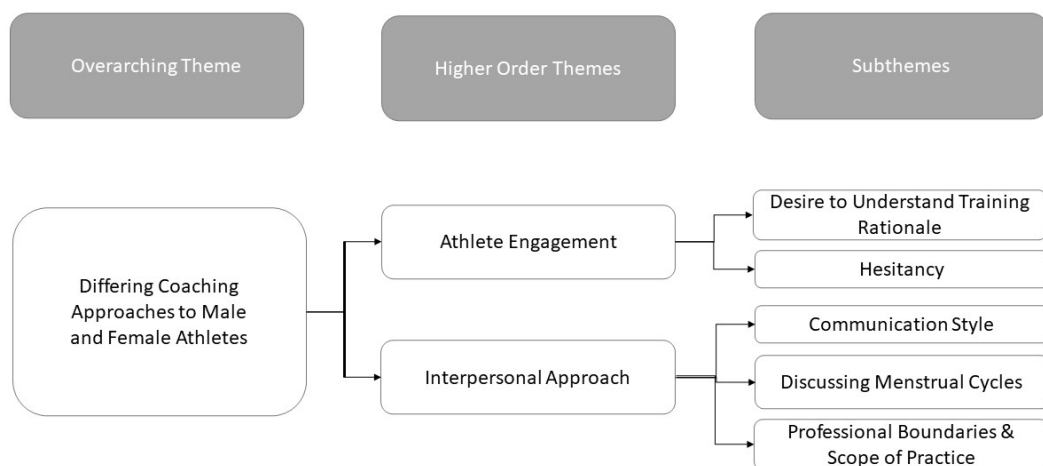 Overarching Theme
Higher Order Themes
Subthemes
Differing Coaching
Approaches to Male
and Female Athletes
Athlete Engagement
Desire to Understand Training
Rationale
Hesitancy
Interpersonal Approach
Communication Style
Discussing Menstrual Cycles
Professional Boundaries &
Scope of Practice